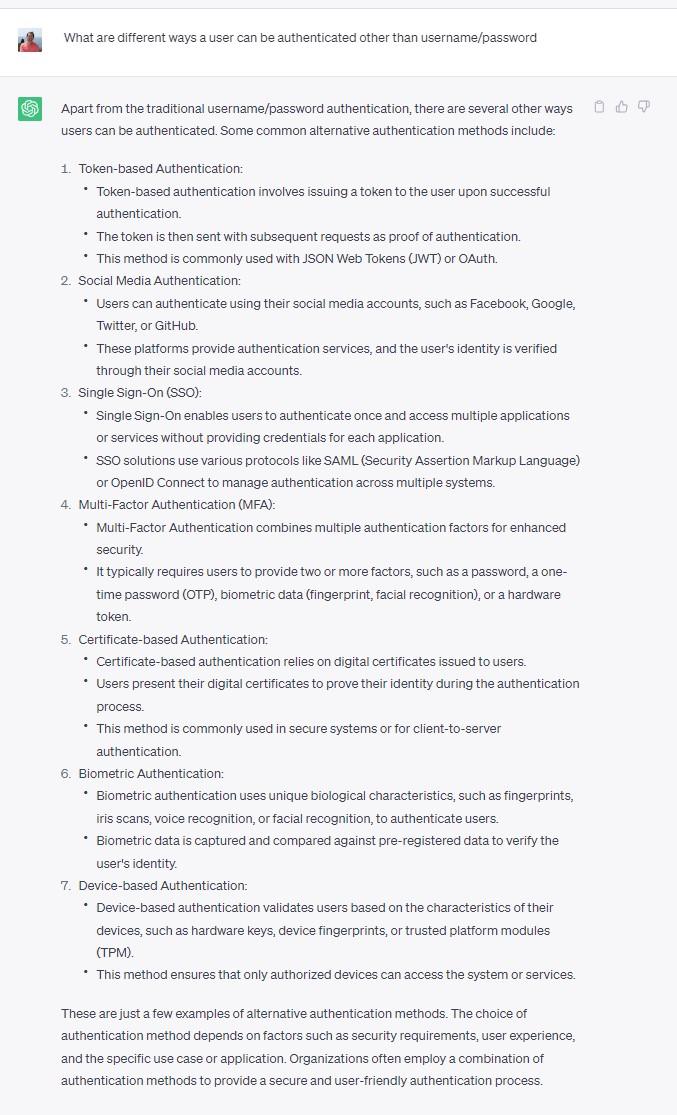 What are different ways a user can be authenticated other than username/password
Apart from the traditional username/password authentication, there are several other ways
users can be authenticated. Some common alternative authentication methods include:
1. Token-based Authentication:
• Token-based authentication involves issuing a token to the user upon successful
authentication.
• The token is then sent with subsequent requests as proof of authentication.
• This method is commonly used with JSON Web Tokens (JWT) or OAuth.
2. Social Media Authentication:
• Users can authenticate using their social media accounts, such as Facebook, Google,
Twitter, or GitHub.
• These platforms provide authentication services, and the user's identity is verified
through their social media accounts.
3. Single Sign-On (SSO):
• Single Sign-On enables users to authenticate once and access multiple applications
or services without providing credentials for each application.
• SSO solutions use various protocols like SAML (Security Assertion Markup Language)
or OpenID Connect to manage authentication across multiple systems.
4. Multi-Factor Authentication (MFA):
• Multi-Factor Authentication combines multiple authentication factors for enhanced
security.
• It typically requires users to provide two or more factors, such as a password, a one-
time password (OTP), biometric data (fingerprint, facial recognition), or a hardware
token.
5. Certificate-based Authentication:
• Certificate-based authentication relies on digital certificates issued to users.
• Users present their digital certificates to prove their identity during the authentication
process.
• This method is commonly used in secure systems or for client-to-server
authentication.
6. Biometric Authentication:
• Biometric authentication uses unique biological characteristics, such as fingerprints,
iris scans, voice recognition, or facial recognition, to authenticate users.
• Biometric data is captured and compared against pre-registered data to verify the
user's identity.
7. Device-based Authentication:
• Device-based authentication validates users based on the characteristics of their
devices, such as hardware keys, device fingerprints, or trusted platform modules
(TPM).
• This method ensures that only authorized devices can access the system or services.
These are just a few examples of alternative authentication methods. The choice of
authentication method depends on factors such as security requirements, user experience,
and the specific use case or application. Organizations often employ a combination of
authentication methods to provide a secure and user-friendly authentication process.